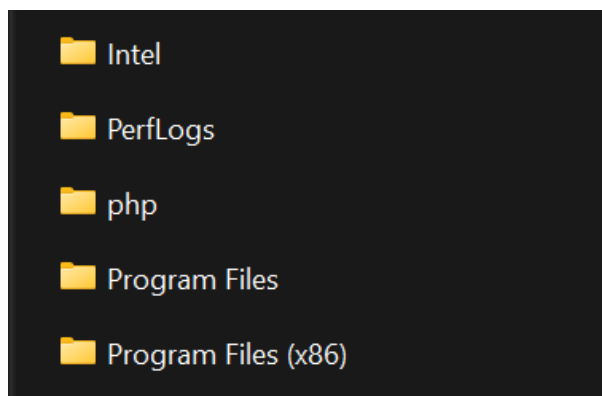 Intel
PerfLogs
php
Program Files
Program Files (x86)